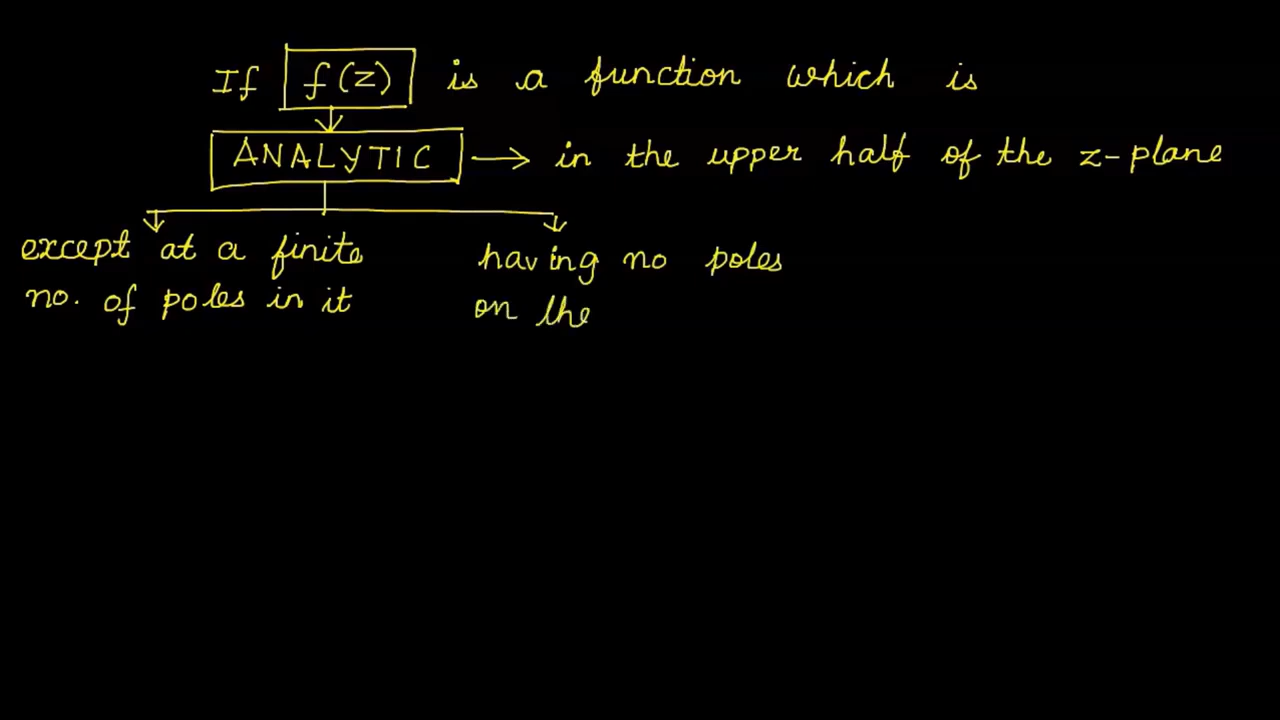 If f(z) is a function which is
ANALYTIC → in the upper half of the z-plane
except at a finite
no. of poles in it
having no poles
on the